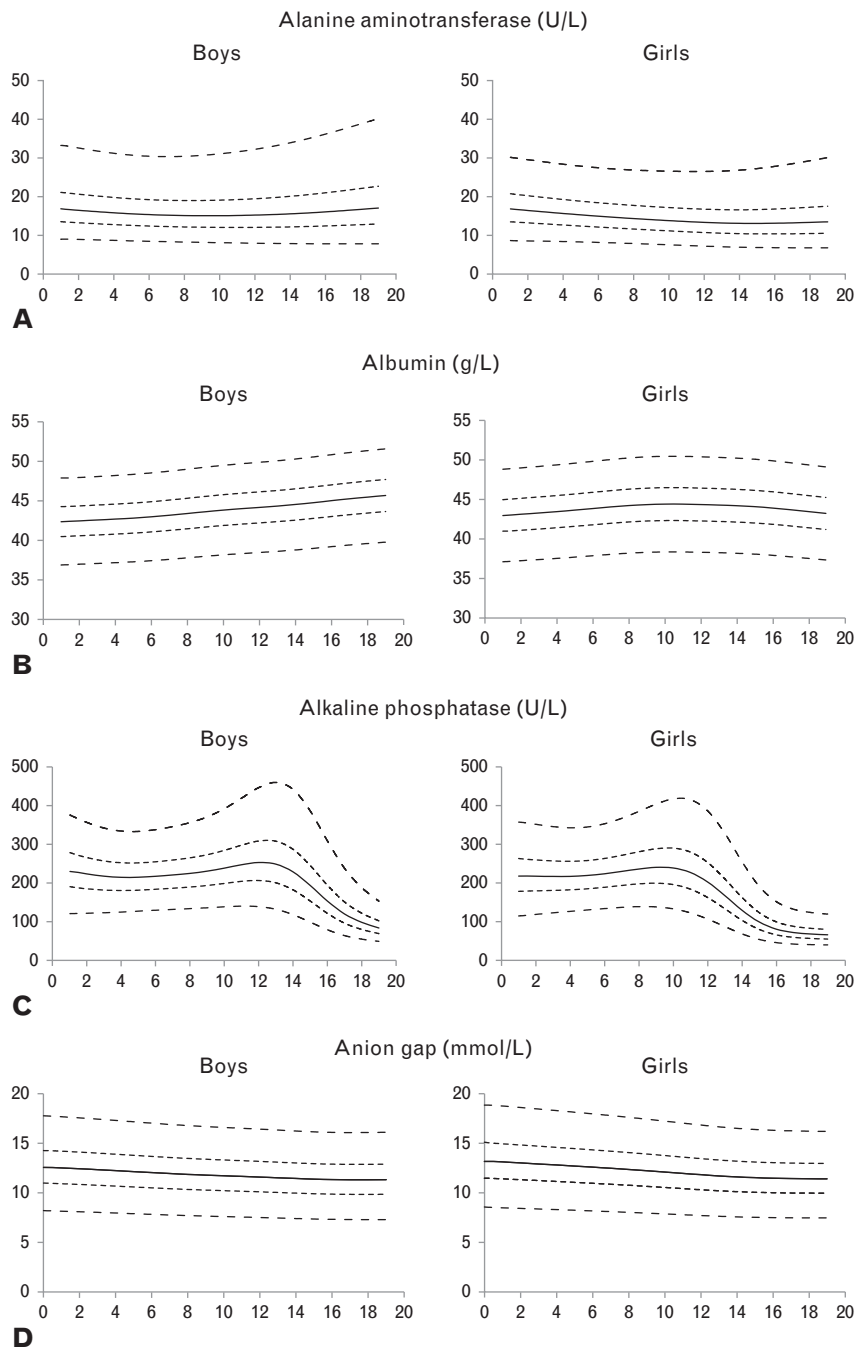 Alanine aminotransferase (U/L)
Boys
50
40
30
20
10
0
0 2 4 6 8 10 12 14 16 18 20
Girls
50
40
30
20
10
0
0 2 4 6 8 10 12 14 16 18 20
A
Albumin (g/L)
Boys
55
50
45
40
35
30
0 2 4 6 8 10 12 14 16 18 20
Girls
55
50
45
40
35
30
0 2 4 6 8 10 12 14 16 18 20
B
Alkaline phosphatase (U/L)
Boys
500
400
300
200
100
0
0 2 4 6 8 10 12 14 16 18 20
Girls
500
400
300
200
100
0
0 2 4 6 8 10 12 14 16 18 20
C
Anion gap (mmol/L)
Boys
20
15
10
5
0
0 2 4 6 8 10 12 14 16 18 20
Girls
20
15
10
5
0
0 2 4 6 8 10 12 14 16 18 20
D